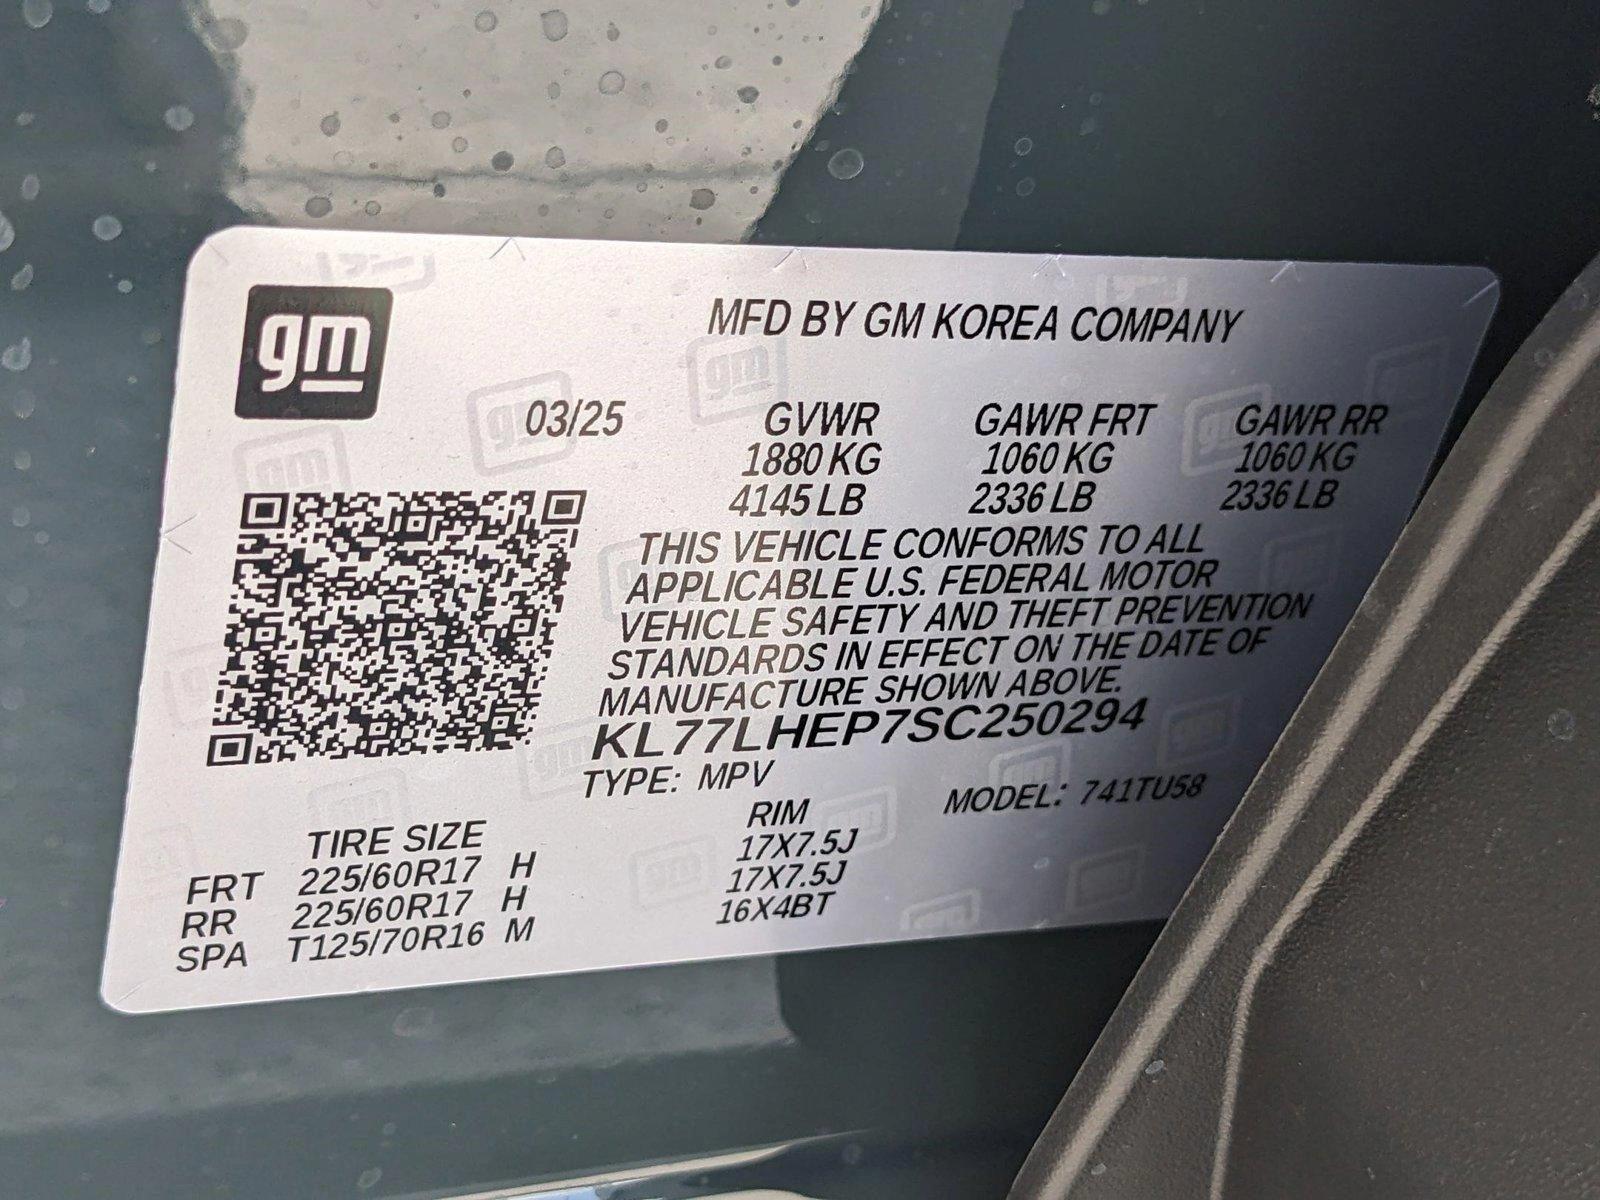 gm
MFD BY GM KOREA COMPANY
03/25 GVWR GAWR FRT GAWR RR
1880 KG 1060 KG 1060 KG
4145 LB 2336 LB 2336 LB
THIS VEHICLE CONFORMS TO ALL
APPLICABLE U.S. FEDERAL MOTOR
VEHICLE SAFETY AND THEFT PREVENTION
STANDARDS IN EFFECT ON THE DATE OF
MANUFACTURE SHOWN ABOVE.
KL77LHEP7SC250294
TYPE: MPV MODEL: 741TU58
TIRE SIZE RIM
FRT 225/60R17 H 17X7.5J
RR 225/60R17 H 17X7.5J
SPA T125/70R16 M 16X4BT